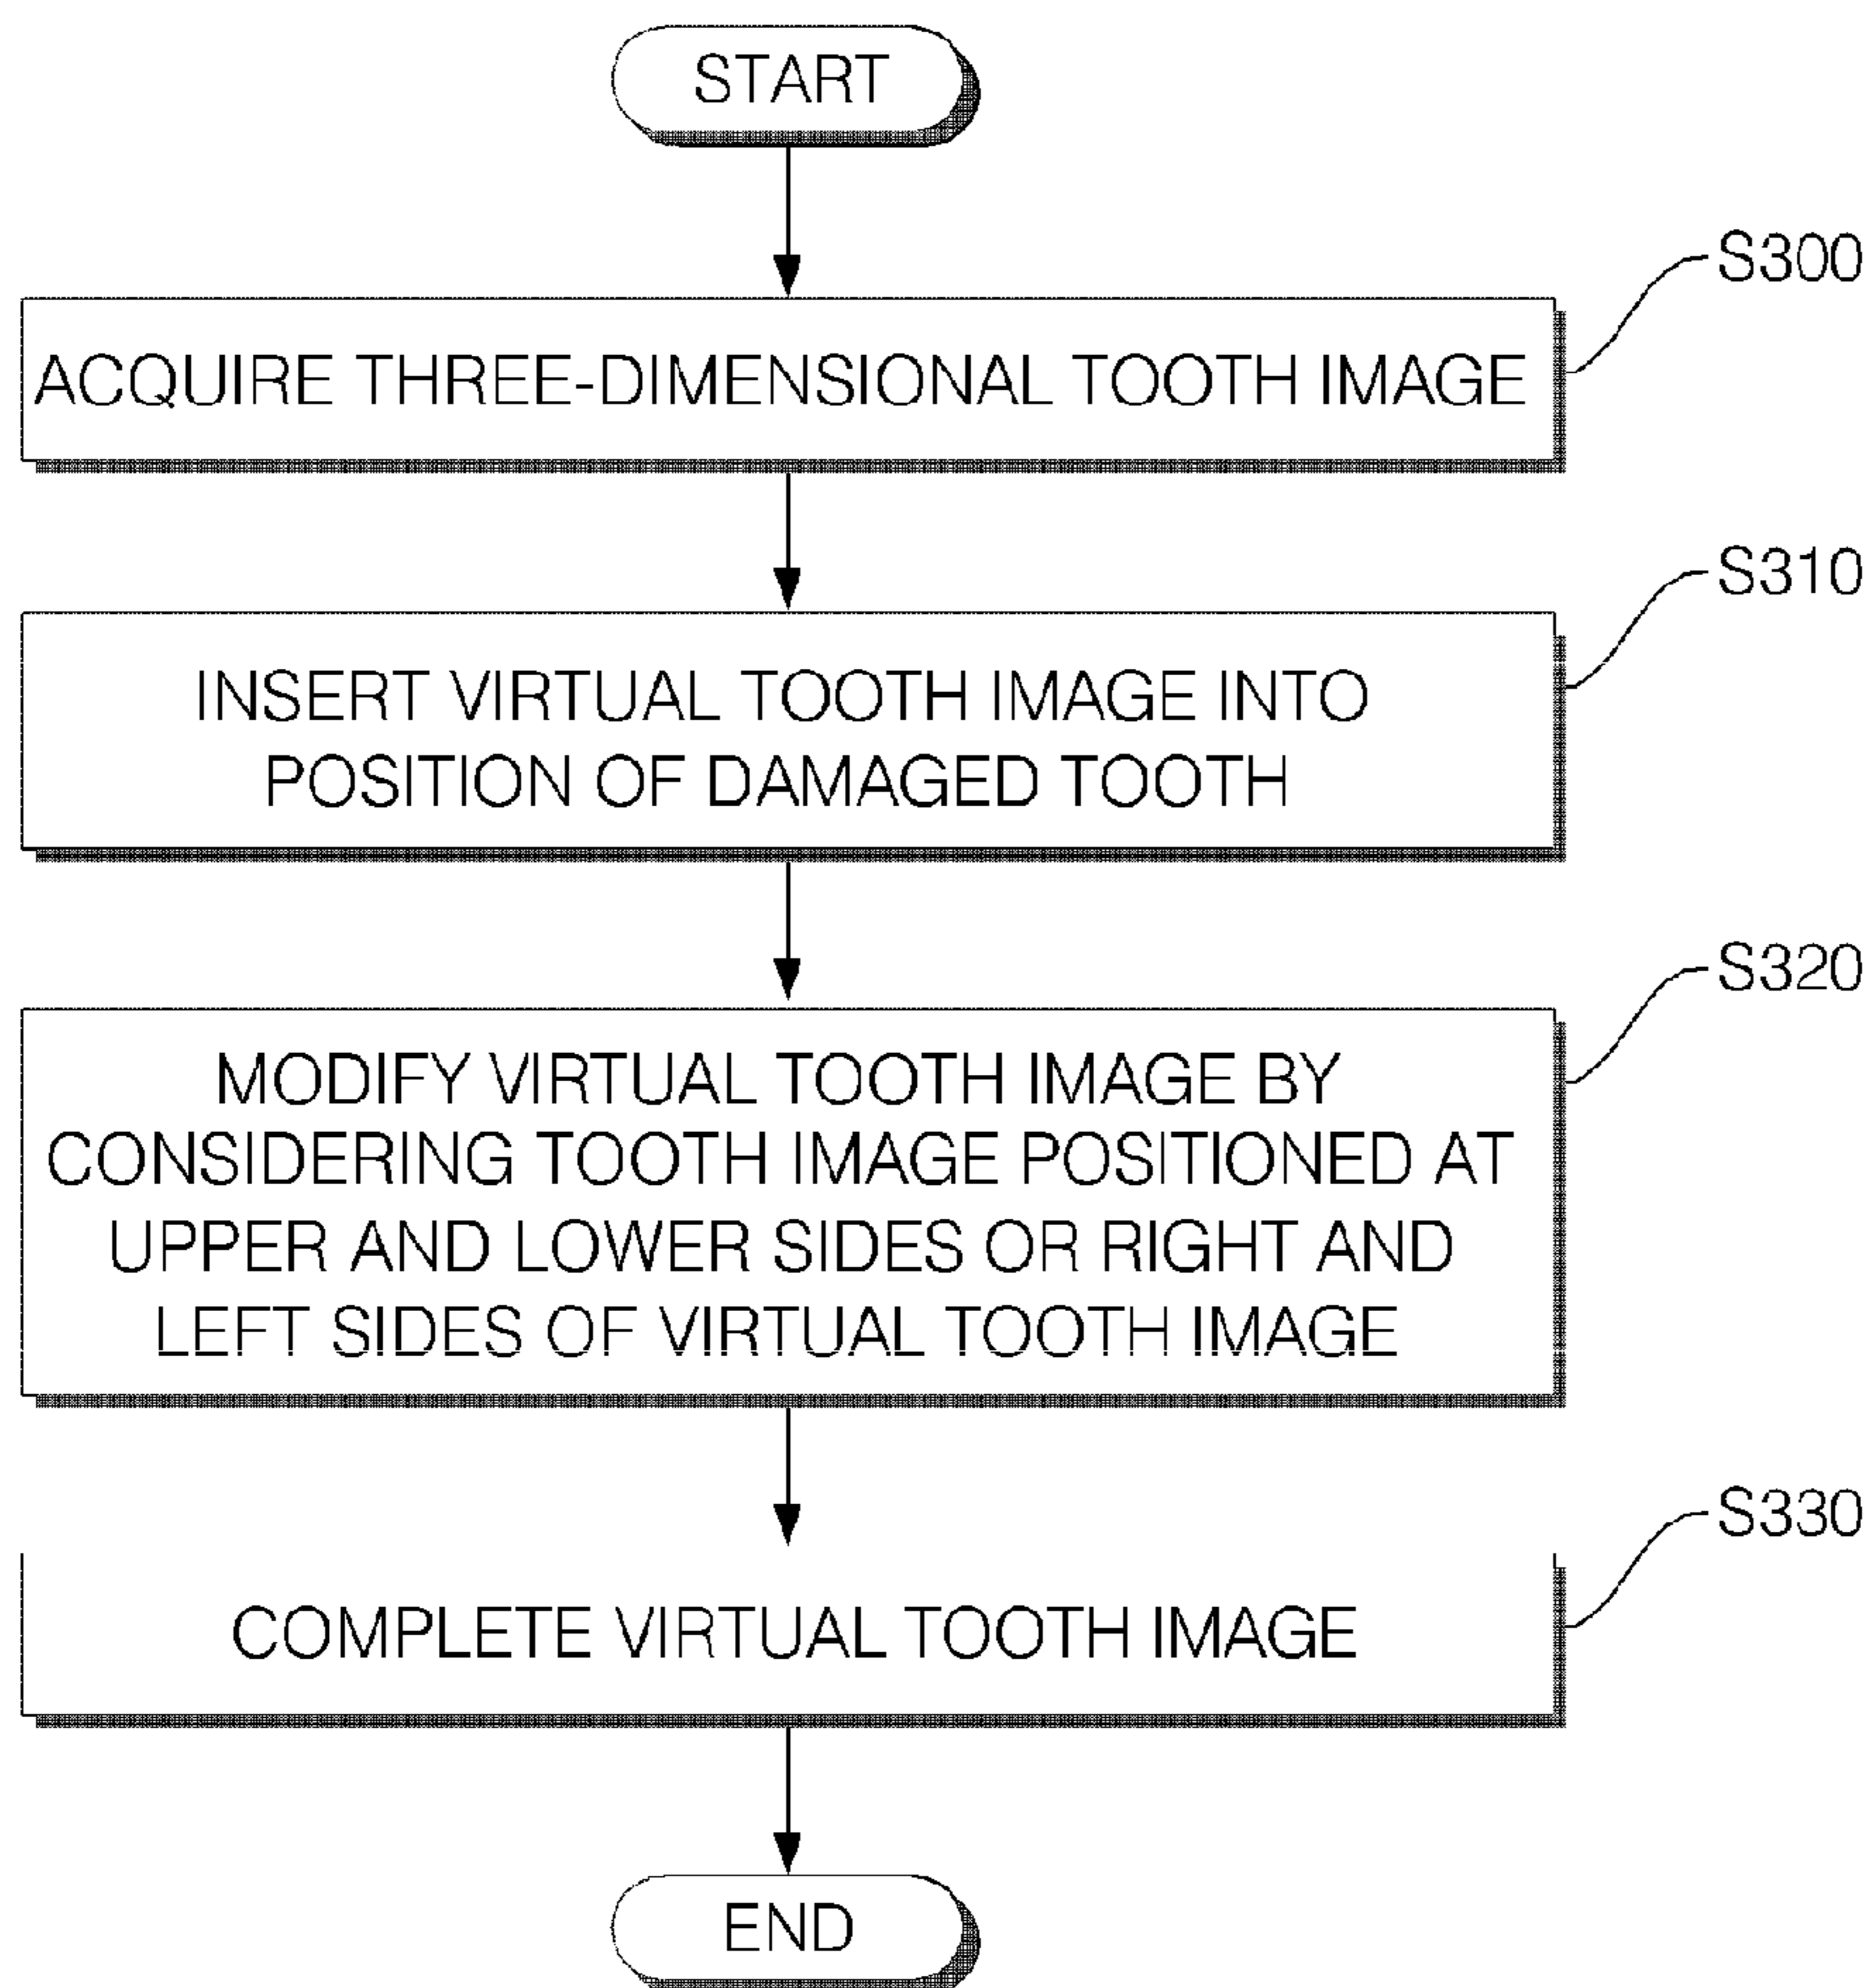 START
S300
ACQUIRE THREE-DIMENSIONAL TOOTH IMAGE
S310
INSERT VIRTUAL TOOTH IMAGE INTO
POSITION OF DAMAGED TOOTH
S320
MODIFY VIRTUAL TOOTH IMAGE BY
CONSIDERING TOOTH IMAGE POSITIONED AT
UPPER AND LOWER SIDES OR RIGHT AND
LEFT SIDES OF VIRTUAL TOOTH IMAGE
S330
COMPLETE VIRTUAL TOOTH IMAGE
END